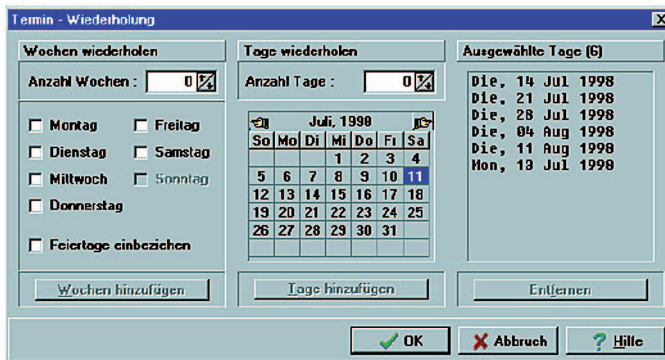 Termin - Wiederholung
Wochen wiederholen
Anzahl Wochen : 0
Montag Freitag
Dienstag Samstag
Mittwoch Sonntag
Donnerstag
Feiertage einbeziehen
Wochen hinzufügen
Tage wiederholen
Anzahl Tage : 0
Juli, 1998
So Mo Di Mi Do Fr Sa
1 2 3 4
5 6 7 8 9 10 11
12 13 14 15 16 17 18
19 20 21 22 23 24 25
26 27 28 29 30 31
Tage hinzufügen
Ausgewählte Tage (6)
Die, 14 Jul 1998
Die, 21 Jul 1998
Die, 28 Jul 1998
Die, 04 Aug 1998
Die, 11 Aug 1998
Mon, 13 Jul 1998
Entfernen
OK
Abbruch
? Hilfe